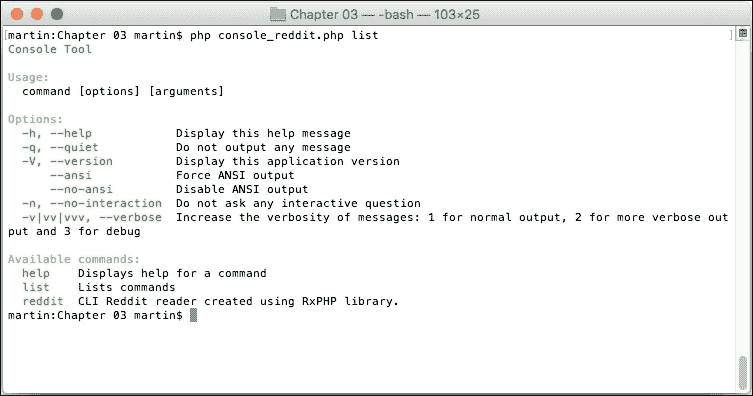 Chapter 03 — -bash — 103×25
[martin:Chapter 03 martin$ php console_reddit.php list ]
Console Tool
Usage:
  command [options] [arguments]
Options:
  -h, --help            Display this help message
  -q, --quiet           Do not output any message
  -V, --version         Display this application version
      --ansi            Force ANSI output
      --no-ansi         Disable ANSI output
  -n, --no-interaction  Do not ask any interactive question
  -v|vv|vvv, --verbose  Increase the verbosity of messages: 1 for normal output, 2 for more verbose out
put and 3 for debug
Available commands:
  help    Displays help for a command
  list    Lists commands
  reddit  CLI Reddit reader created using RxPHP library.
martin:Chapter 03 martin$